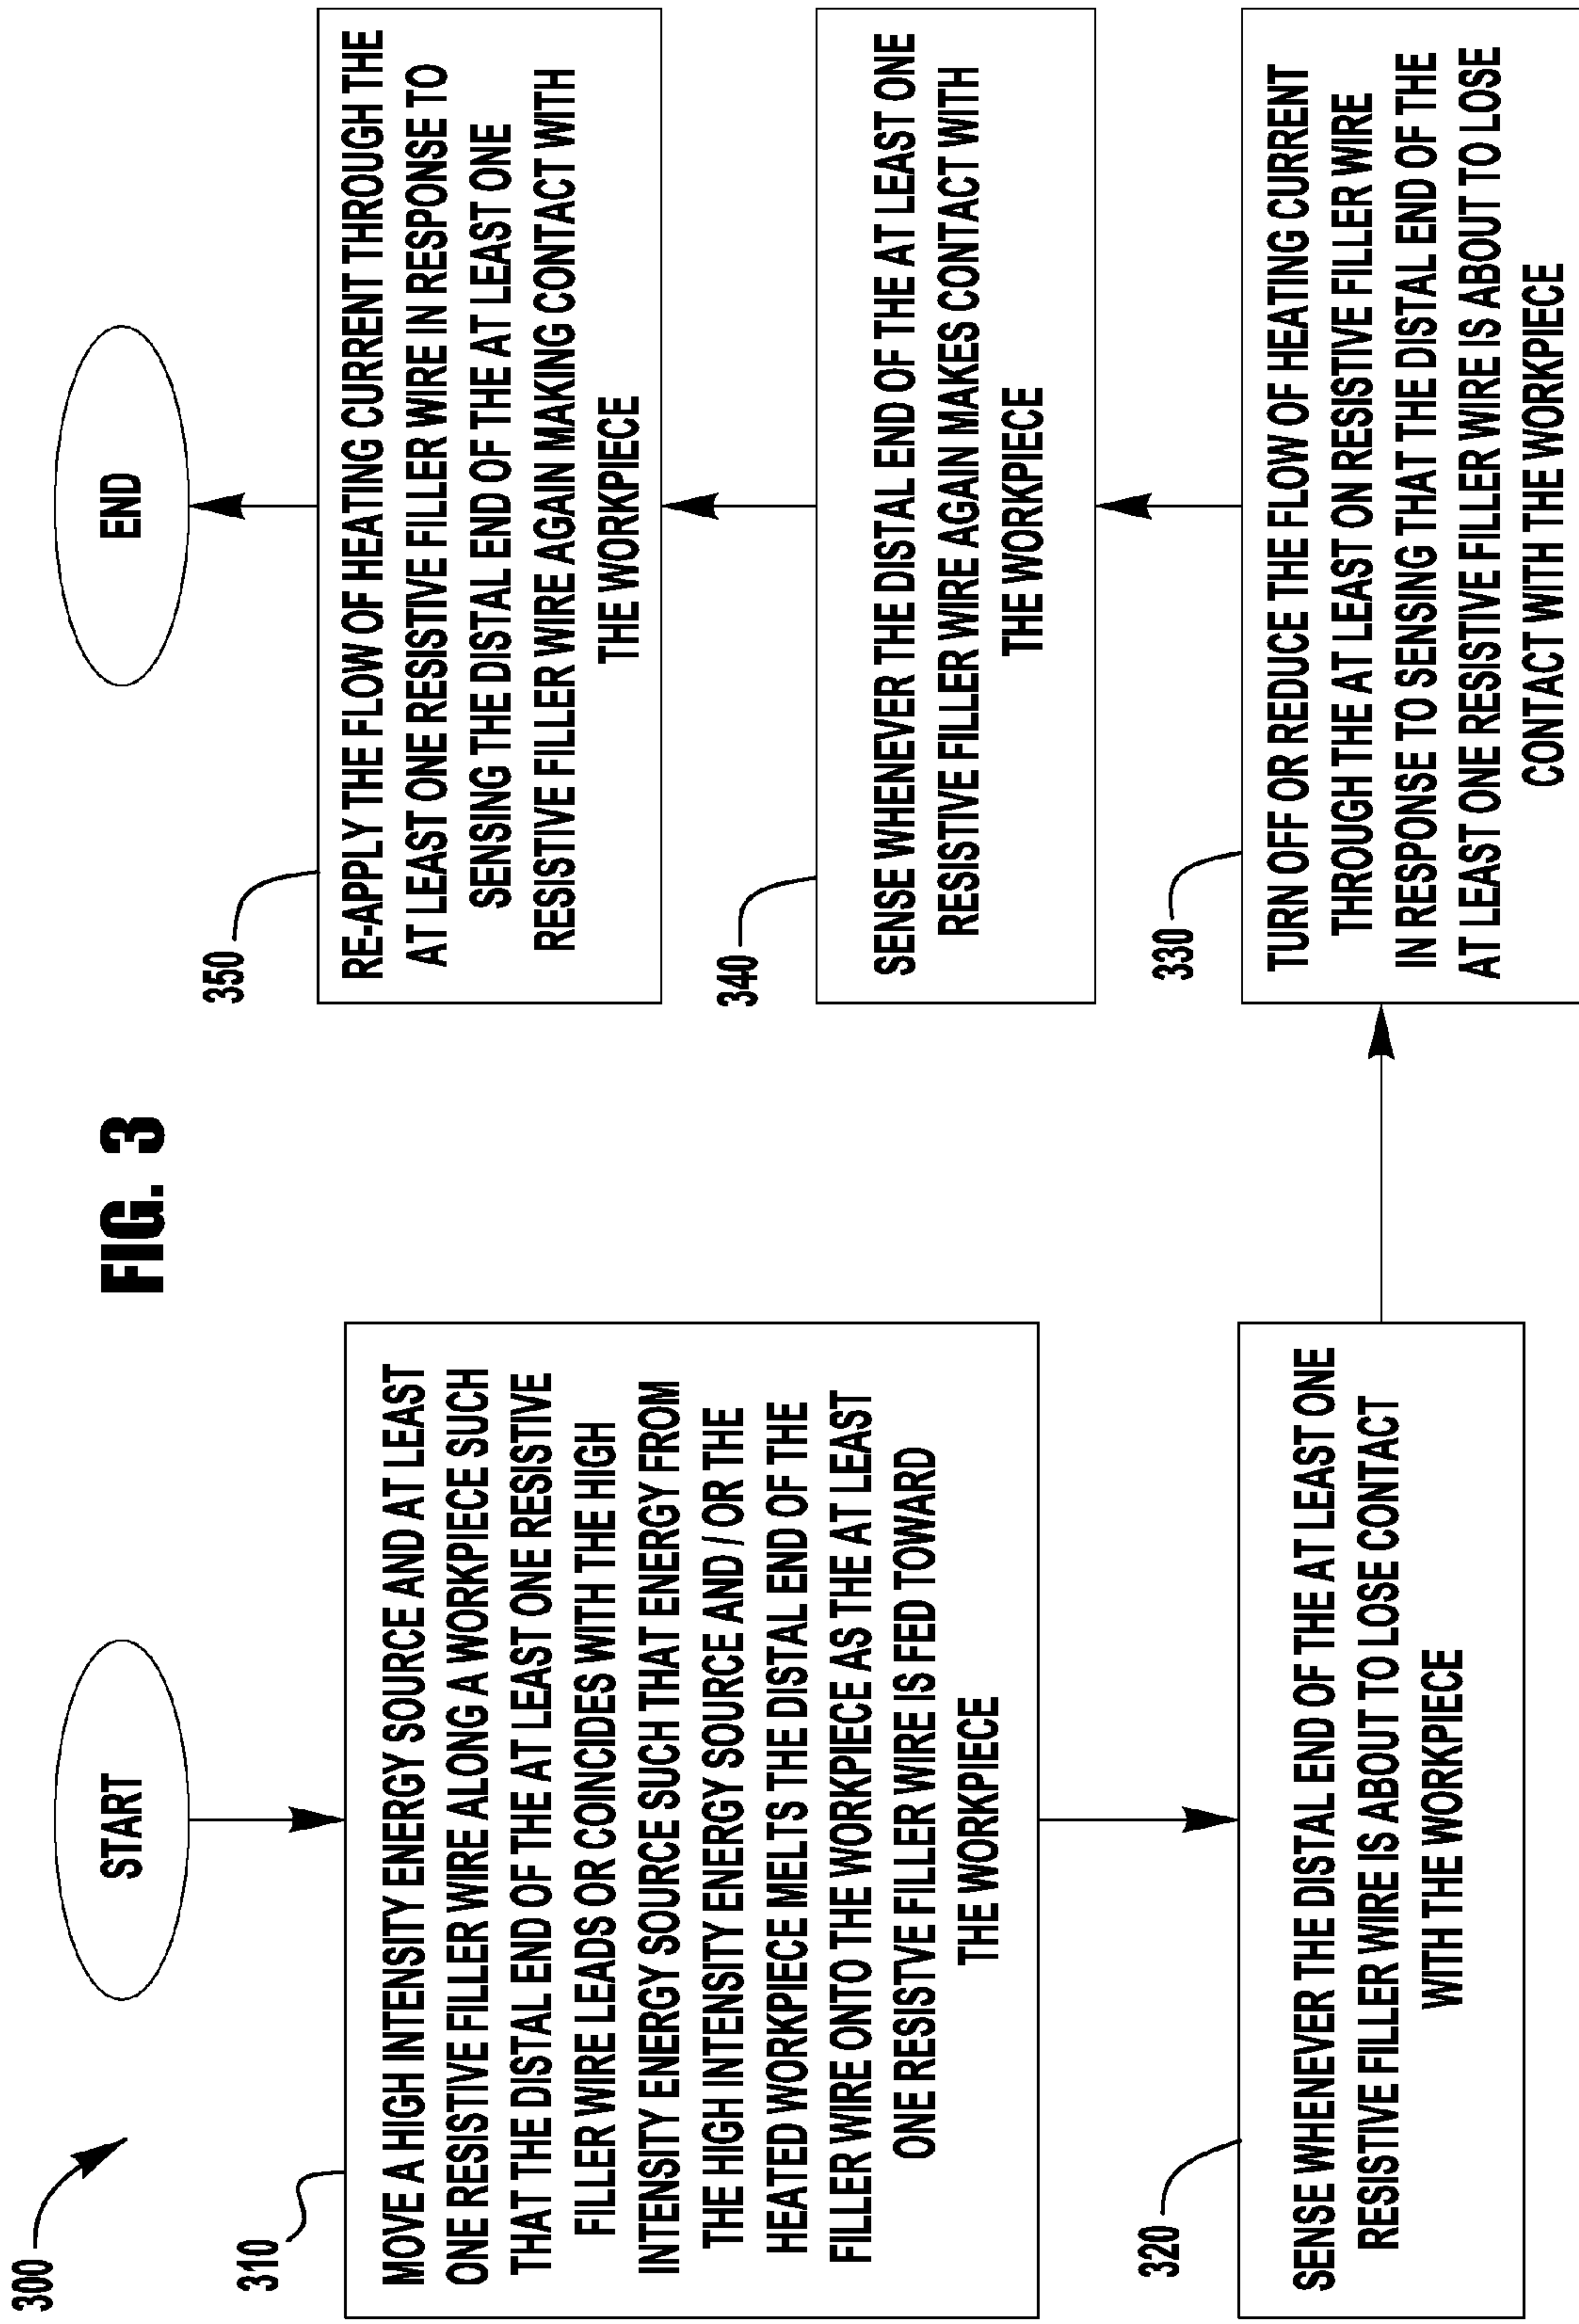 FIG. 3
300
START
310
MOVE A HIGH INTENSITY ENERGY SOURCE AND AT LEAST
ONE RESISTIVE FILLER WIRE ALONG A WORKPIECE SUCH
THAT THE DISTAL END OF THE AT LEAST ONE RESISTIVE
FILLER WIRE LEADS OR COINCIDES WITH THE HIGH
INTENSITY ENERGY SOURCE SUCH THAT ENERGY FROM
THE HIGH INTENSITY ENERGY SOURCE AND / OR THE
HEATED WORKPIECE MELTS THE DISTAL END OF THE
FILLER WIRE ONTO THE WORKPIECE AS THE AT LEAST
ONE RESISTVE FILLER WIRE IS FED TOWARD
THE WORKPIECE
320
SENSE WHENEVER THE DISTAL END OF THE AT LEAST ONE
RESISTIVE FILLER WIRE IS ABOUT TO LOSE CONTACT
WITH THE WORKPIECE
330
TURN OFF OR REDUCE THE FLOW OF HEATING CURRENT
THROUGH THE AT LEAST ON RESISTIVE FILLER WIRE
IN RESPONSE TO SENSING THAT THE DISTAL END OF THE
AT LEAST ONE RESISTIVE FILLER WIRE IS ABOUT TO LOSE
CONTACT WITH THE WORKPIECE
340
SENSE WHENEVER THE DISTAL END OF THE AT LEAST ONE
RESISTIVE FILLER WIRE AGAIN MAKES CONTACT WITH
THE WORKPIECE
350
RE-APPLY THE FLOW OF HEATING CURRENT THROUGH THE
AT LEAST ONE RESISTIVE FILLER WIRE IN RESPONSE TO
SENSING THE DISTAL END OF THE AT LEAST ONE
RESISTIVE FILLER WIRE AGAIN MAKING CONTACT WITH
THE WORKPIECE
END